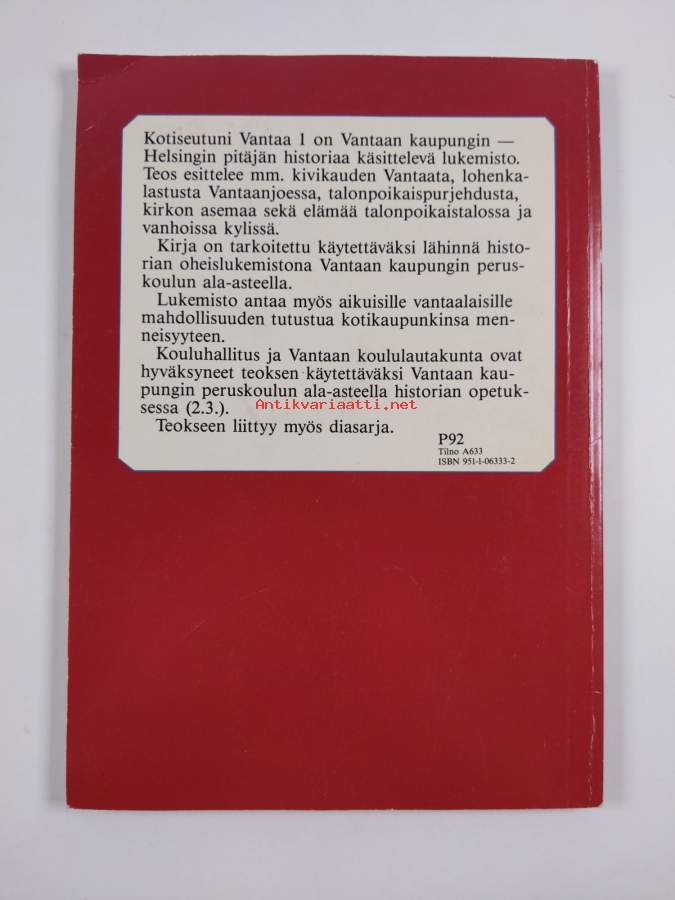 Kotiseutuni Vantaa 1 on Vantaan kaupungin —
Helsingin pitäjän historiaa käsittelevä lukemisto.
Teos esittelee mm. kivikauden Vantaata, lohenka-
lastusta Vantaanjoessa, talonpoikaispurjehdusta,
kirkon asemaa sekä elämää talonpoikaistalossa ja
vanhoissa kylissä.
Kirja on tarkoitettu käytettäväksi lähinnä histo-
rian oheislukemistona Vantaan kaupungin perus-
koulun ala-asteella.
Lukemisto antaa myös aikuisille vantaalaisille
mahdollisuuden tutustua kotikaupunkinsa men-
neisyyteen.
Kouluhallitus ja Vantaan koululautakunta ovat
hyväksyneet teoksen käytettäväksi Vantaan kau-
pungin peruskoulun ala-asteella historian opetuk-
sessa (2.3.).
Antikvariaatti.net
Teokseen liittyy myös diasarja.
P92
Tilno A633
ISBN 951-1-06333-2